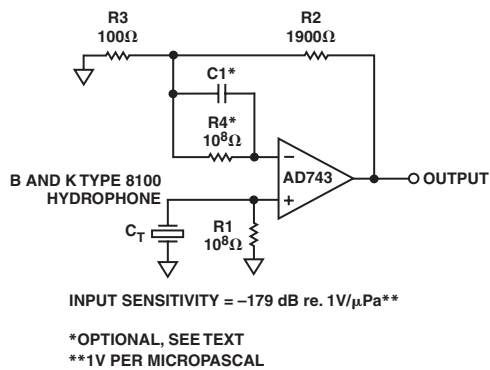 R3
100Ω
R2
1900Ω
C1*
R4*
10⁸Ω
–
AD743
+
OUTPUT
B AND K TYPE 8100
HYDROPHONE
CT
R1
10⁸Ω
INPUT SENSITIVITY = –179 dB re. 1V/μPa**
*OPTIONAL, SEE TEXT
**1V PER MICROPASCAL